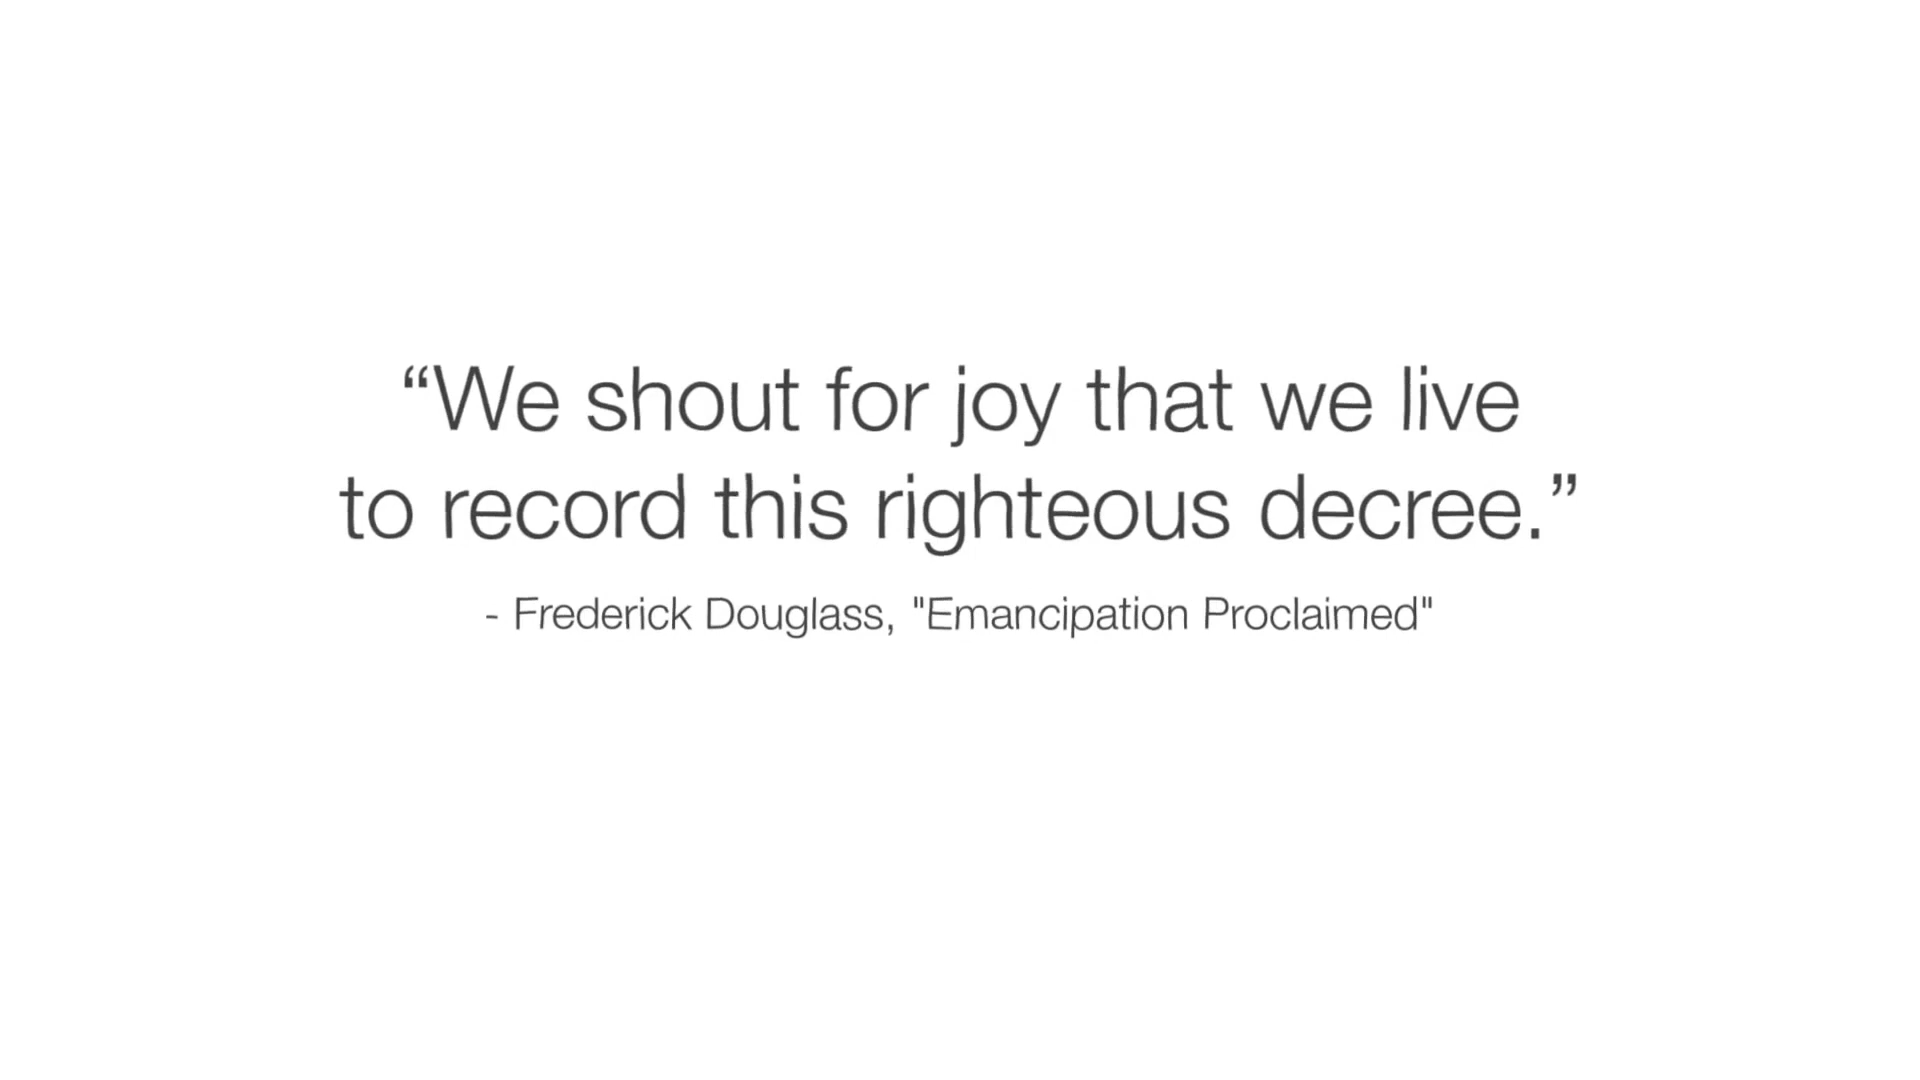 “We shout for joy that we live
to record this righteous decree.”
- Frederick Douglass, "Emancipation Proclaimed"